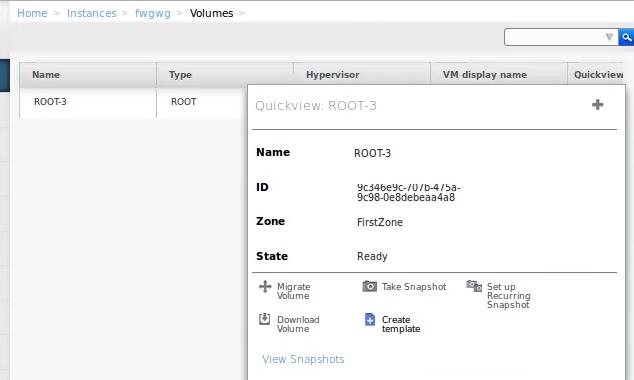 Home > Instances > fwgwg > Volumes >
Name Type Hypervisor VM display name Quickview
ROOT-3 ROOT
Quickview: ROOT-3
Name ROOT-3
ID 9c346e9c-707b-475a-
9c98-0e8debeaa4a8
Zone FirstZone
State Ready
Migrate Take Snapshot Set up
Volume Recurring
Snapshot
Download Create
Volume template
View Snapshots